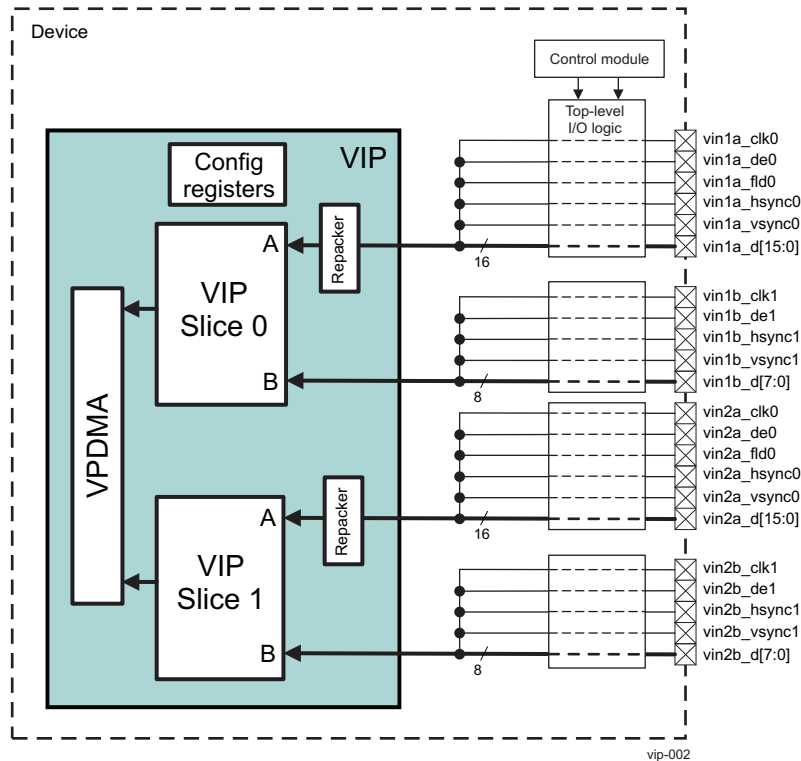 Device
Control module
Top-level
I/O logic
VIP
Config
registers
A
Repacker
VIP
Slice 0
B
16
8
VPDMA
A
Repacker
VIP
Slice 1
B
16
8
vin1a_clk0
vin1a_de0
vin1a_fld0
vin1a_hsync0
vin1a_vsync0
vin1a_d[15:0]
vin1b_clk1
vin1b_de1
vin1b_hsync1
vin1b_vsync1
vin1b_d[7:0]
vin2a_clk0
vin2a_de0
vin2a_fld0
vin2a_hsync0
vin2a_vsync0
vin2a_d[15:0]
vin2b_clk1
vin2b_de1
vin2b_hsync1
vin2b_vsync1
vin2b_d[7:0]
vip-002